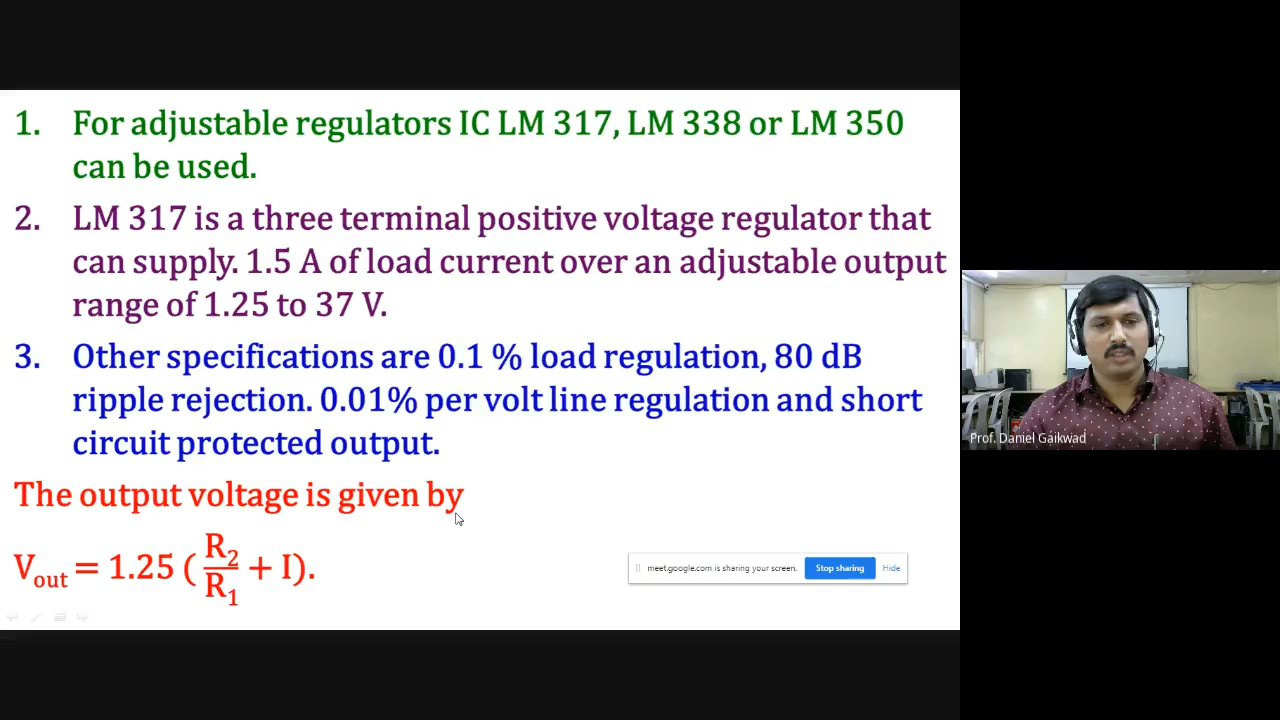 1. For adjustable regulators IC LM 317, LM 338 or LM 350
can be used.
2. LM 317 is a three terminal positive voltage regulator that
can supply. 1.5 A of load current over an adjustable output
range of 1.25 to 37 V.
3. Other specifications are 0.1 % load regulation, 80 dB
ripple rejection. 0.01% per volt line regulation and short
circuit protected output.
The output voltage is given by
V_out = 1.25 (R_2/R_1 + I).
meet.google.com is sharing your screen. Stop sharing Hide
Prof. Daniel Gaikwad